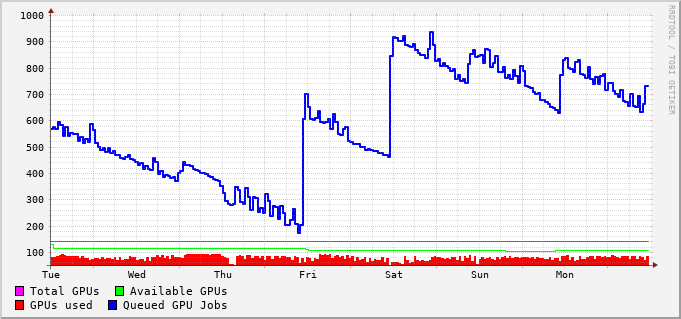 1000
900
800
700
600
500
400
300
200
100
Tue Wed Thu Fri Sat Sun Mon
Total GPUs Available GPUs
GPUs used Queued GPU Jobs
RRDTOOL / TOBI OETIKER